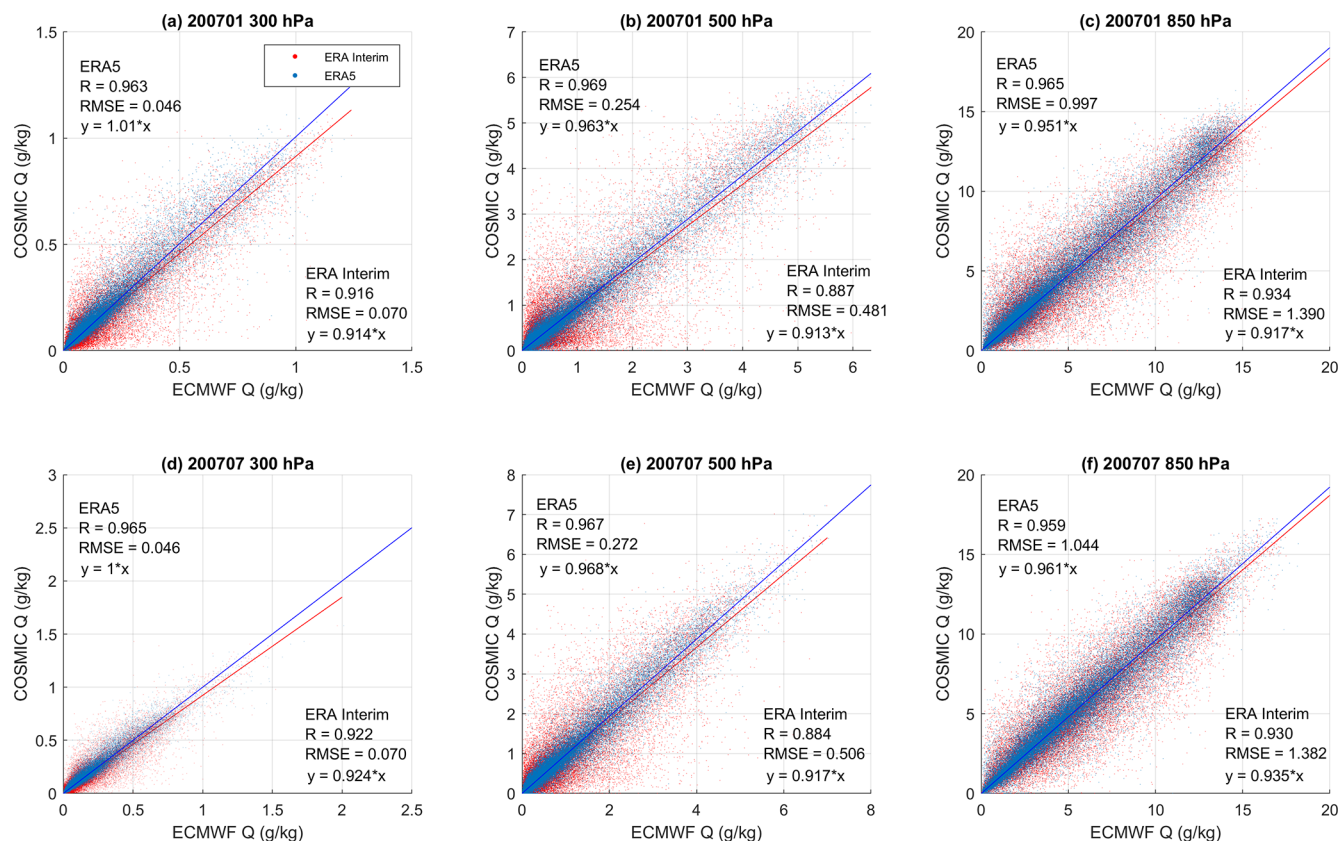 (a) 200701 300 hPa
1.5
1
0.5
0
ERA5
R = 0.963
RMSE = 0.046
y = 1.01*x
ERA Interim
ERA5
ERA Interim
R = 0.916
RMSE = 0.070
y = 0.914*x
COSMIC Q (g/kg)
0 0.5 1 1.5
ECMWF Q (g/kg)
(b) 200701 500 hPa
7
6
5
4
3
2
1
0
ERA5
R = 0.969
RMSE = 0.254
y = 0.963*x
ERA Interim
R = 0.887
RMSE = 0.481
y = 0.913*x
COSMIC Q (g/kg)
0 1 2 3 4 5 6
ECMWF Q (g/kg)
(c) 200701 850 hPa
20
15
10
5
0
ERA5
R = 0.965
RMSE = 0.997
y = 0.951*x
ERA Interim
R = 0.934
RMSE = 1.390
y = 0.917*x
COSMIC Q (g/kg)
0 5 10 15 20
ECMWF Q (g/kg)
(d) 200707 300 hPa
3
2.5
2
1.5
1
0.5
0
ERA5
R = 0.965
RMSE = 0.046
y = 1*x
ERA Interim
R = 0.922
RMSE = 0.070
y = 0.924*x
COSMIC Q (g/kg)
0 0.5 1 1.5 2 2.5
ECMWF Q (g/kg)
(e) 200707 500 hPa
8
7
6
5
4
3
2
1
0
ERA5
R = 0.967
RMSE = 0.272
y = 0.968*x
ERA Interim
R = 0.884
RMSE = 0.506
y = 0.917*x
COSMIC Q (g/kg)
0 2 4 6 8
ECMWF Q (g/kg)
(f) 200707 850 hPa
20
15
10
5
0
ERA5
R = 0.959
RMSE = 1.044
y = 0.961*x
ERA Interim
R = 0.930
RMSE = 1.382
y = 0.935*x
COSMIC Q (g/kg)
0 5 10 15 20
ECMWF Q (g/kg)